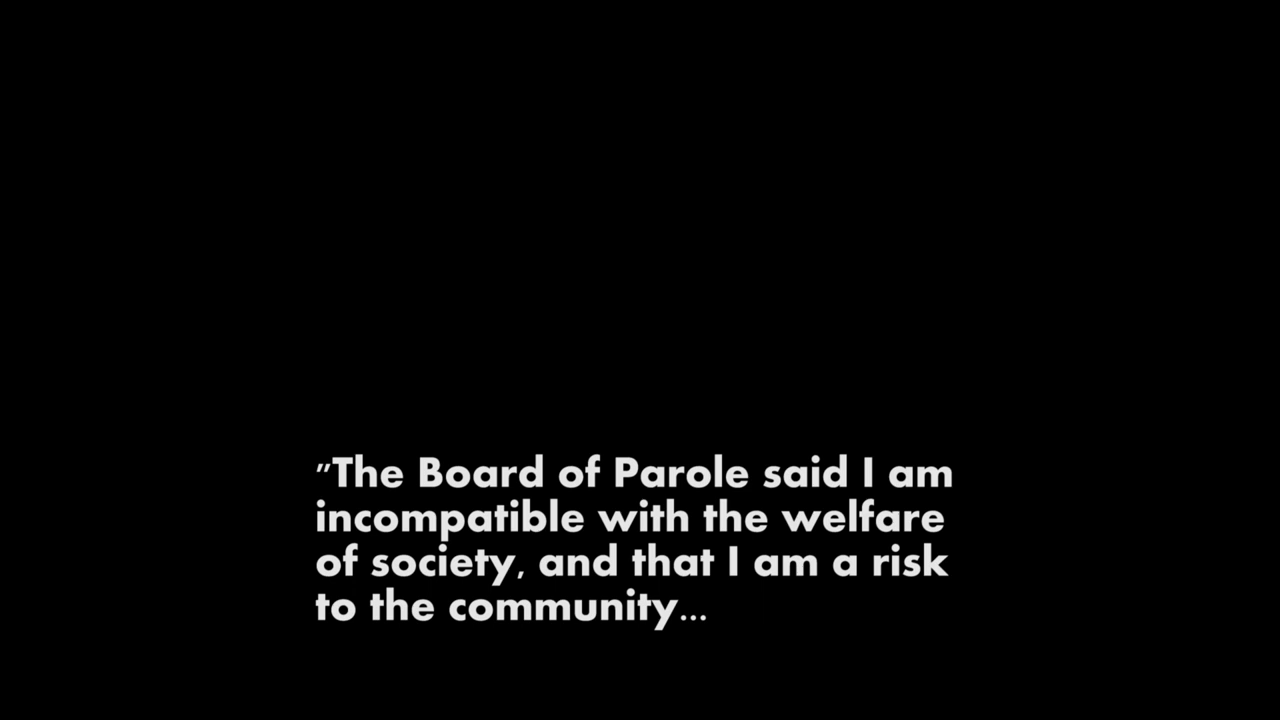 "The Board of Parole said I am
incompatible with the welfare
of society, and that I am a risk
to the community...